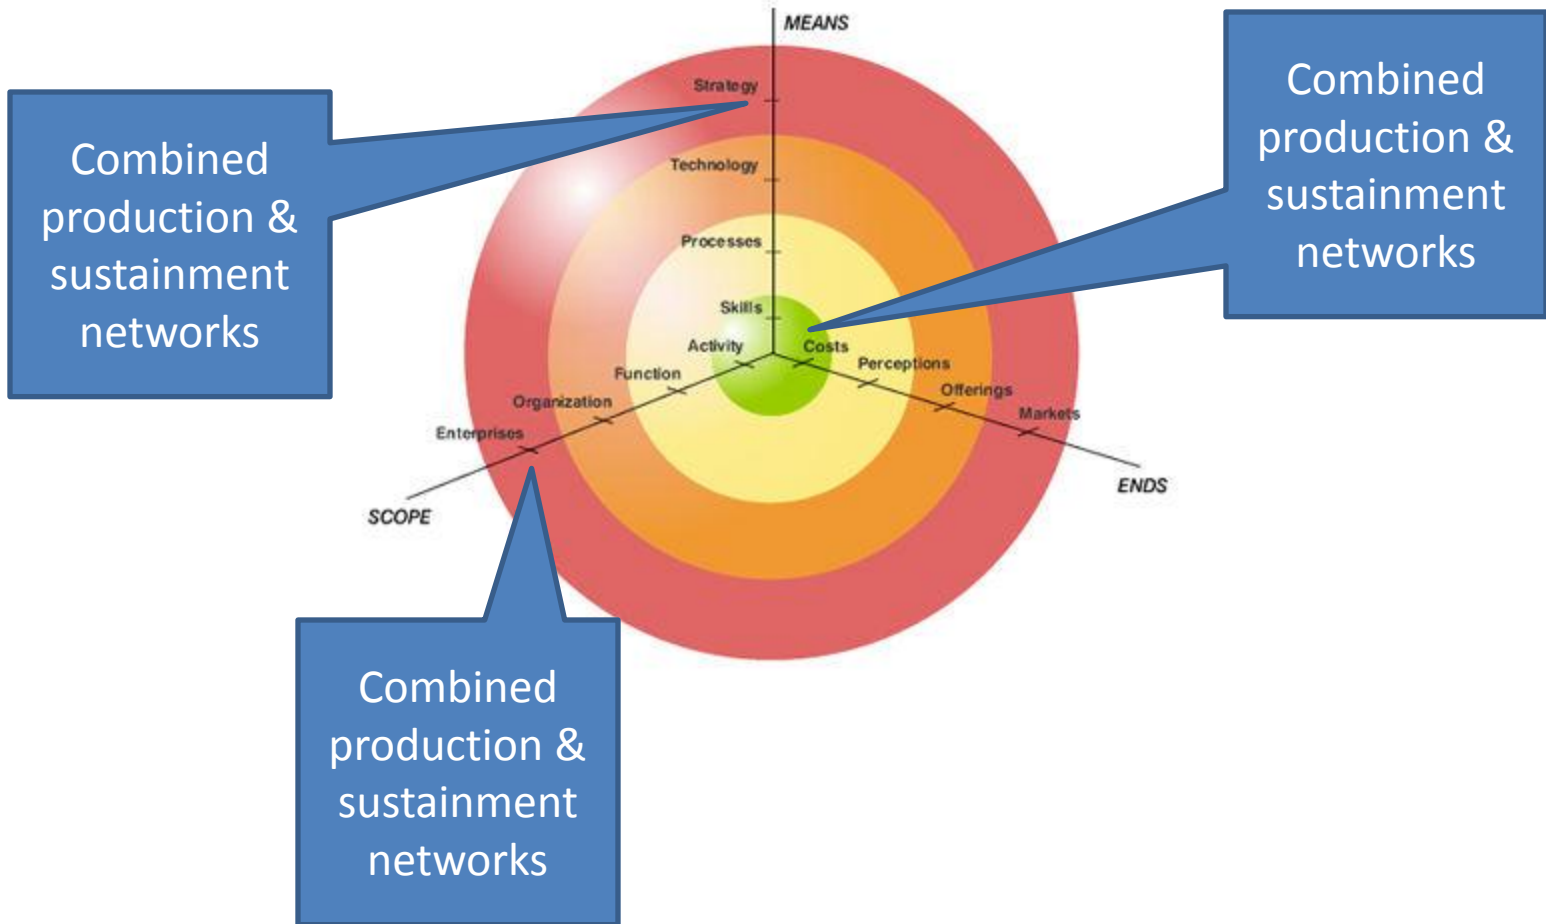 MEANS
Strategy
Technology
Processes
Skills
Activity
Function
Organization
Enterprises
SCOPE
Costs
Perceptions
Offerings
Markets
ENDS
Combined
production &
sustainment
networks
Combined
production &
sustainment
networks
Combined
production &
sustainment
networks